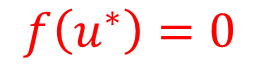 f(u*) = 0